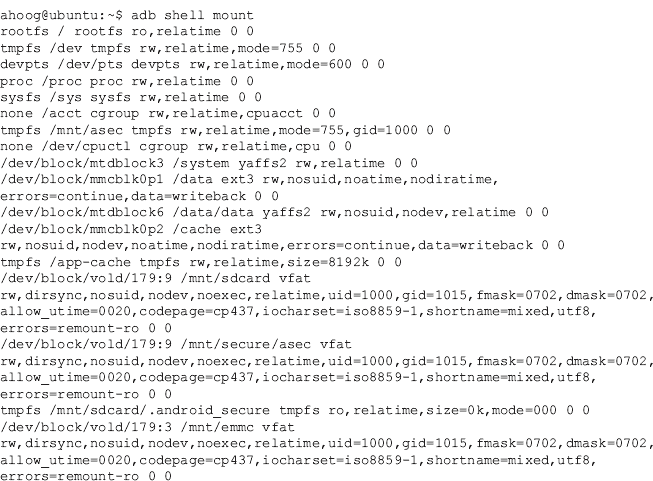 ahoog@ubuntu:~$ adb shell mount
rootfs / rootfs ro,relatime 0 0
tmpfs /dev tmpfs rw,relatime,mode=755 0 0
devpts /dev/pts devpts rw,relatime,mode=600 0 0
proc /proc proc rw,relatime 0 0
sysfs /sys sysfs rw,relatime 0 0
none /acct cgroup rw,relatime,cpuacct 0 0
tmpfs /mnt/asec tmpfs rw,relatime,mode=755,gid=1000 0 0
none /dev/cpuctl cgroup rw,relatime,cpu 0 0
/dev/block/mtdblock3 /system yaffs2 rw,relatime 0 0
/dev/block/mmcblk0p1 /data ext3 rw,nosuid,noatime,nodiratime,
errors=continue,data=writeback 0 0
/dev/block/mtdblock6 /data/data yaffs2 rw,nosuid,nodev,relatime 0 0
/dev/block/mmcblk0p2 /cache ext3
rw,nosuid,nodev,noatime,nodiratime,errors=continue,data=writeback 0 0
tmpfs /app-cache tmpfs rw,relatime,size=8192k 0 0
/dev/block/vold/179:9 /mnt/sdcard vfat
rw,dirsync,nosuid,nodev,noexec,relatime,uid=1000,gid=1015,fmask=0702,dmask=0702,
allow_utime=0020,codepage=cp437,iocharset=iso8859-1,shortname=mixed,utf8,
errors=remount-ro 0 0
/dev/block/vold/179:9 /mnt/secure/asec vfat
rw,dirsync,nosuid,nodev,noexec,relatime,uid=1000,gid=1015,fmask=0702,dmask=0702,
allow_utime=0020,codepage=cp437,iocharset=iso8859-1,shortname=mixed,utf8,
errors=remount-ro 0 0
tmpfs /mnt/sdcard/.android_secure tmpfs ro,relatime,size=0k,mode=000 0 0
/dev/block/vold/179:3 /mnt/emmc vfat
rw,dirsync,nosuid,nodev,noexec,relatime,uid=1000,gid=1015,fmask=0702,dmask=0702,
allow_utime=0020,codepage=cp437,iocharset=iso8859-1,shortname=mixed,utf8,
errors=remount-ro 0 0